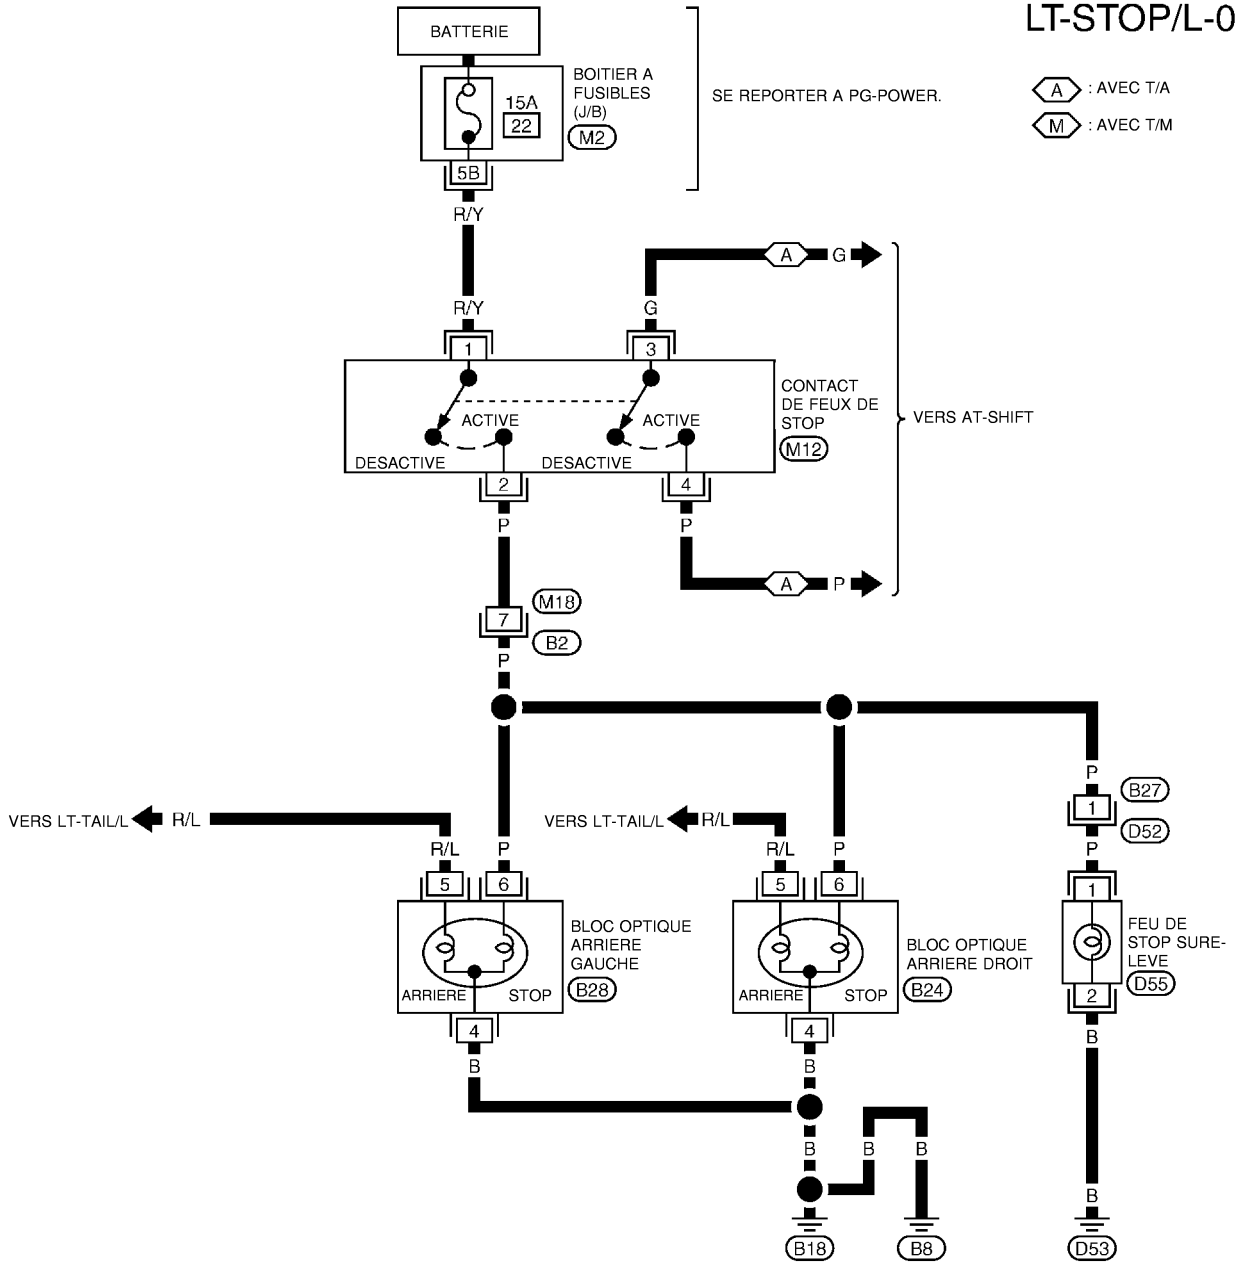 LT-STOP/L-0
BATTERIE
BOITIER A
FUSIBLES
(J/B)
M2
15A
22
5B
SE REPORTER A PG-POWER.
A : AVEC T/A
M : AVEC T/M
R/Y
R/Y
A G
G
1
3
ACTIVE
ACTIVE
DESACTIVE
DESACTIVE
CONTACT
DE FEUX DE
STOP
M12
VERS AT-SHIFT
2
4
P
P
A P
M18
7
B2
P
P
B27
1
D52
P
VERS LT-TAIL/L R/L
VERS LT-TAIL/L R/L
R/L P
R/L P
5 6
5 6
1
BLOC OPTIQUE
ARRIERE
GAUCHE
B28
ARRIERE STOP
BLOC OPTIQUE
ARRIERE DROIT
B24
ARRIERE STOP
FEU DE
STOP SURE-
LEVE
D55
2
4
4
B
B
B
B
B
B
B
B18
B8
D53